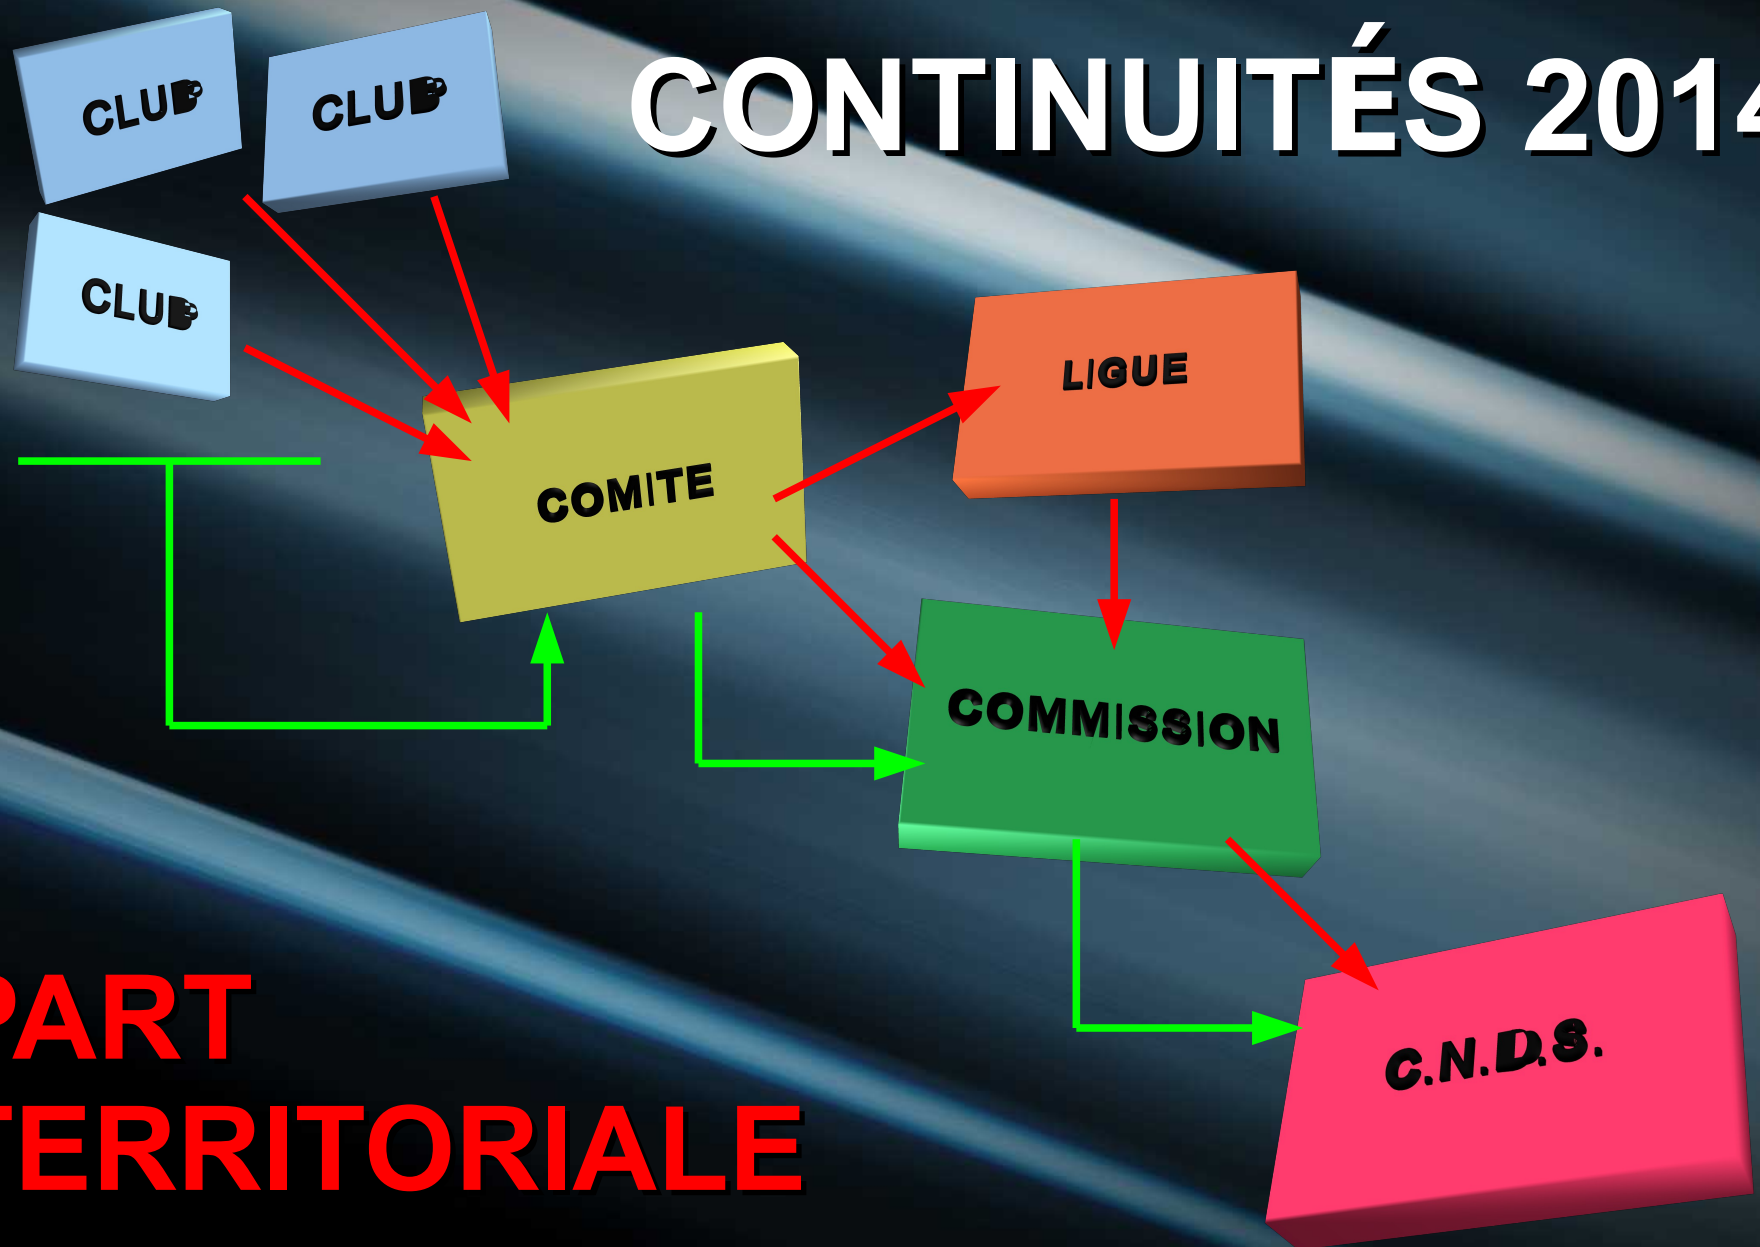 CONTINUITÉS 2014
CLUB
CLUB
CLUB
LIGUE
COMITE
COMMISSION
C.N.D.S.
PART
TERRITORIALE